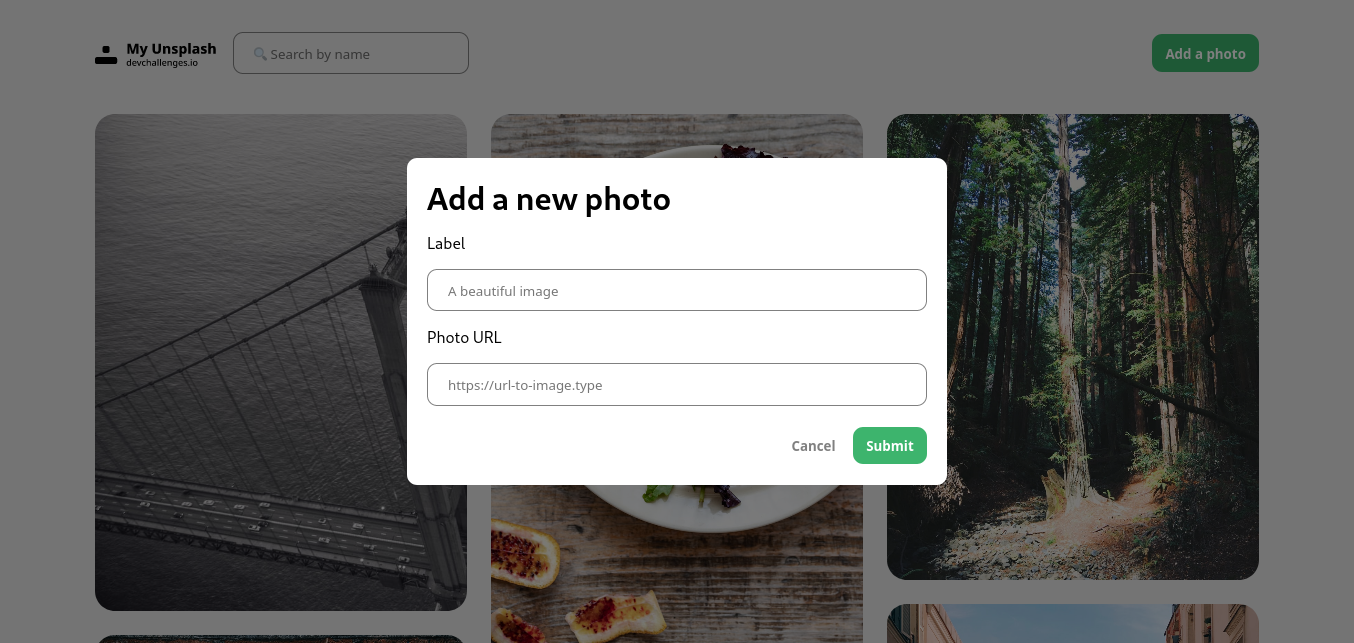 My Unsplash
devchallenges.io
🔍 Search by name
Add a photo
Add a new photo
Label
A beautiful image
Photo URL
https://url-to-image.type
Cancel
Submit